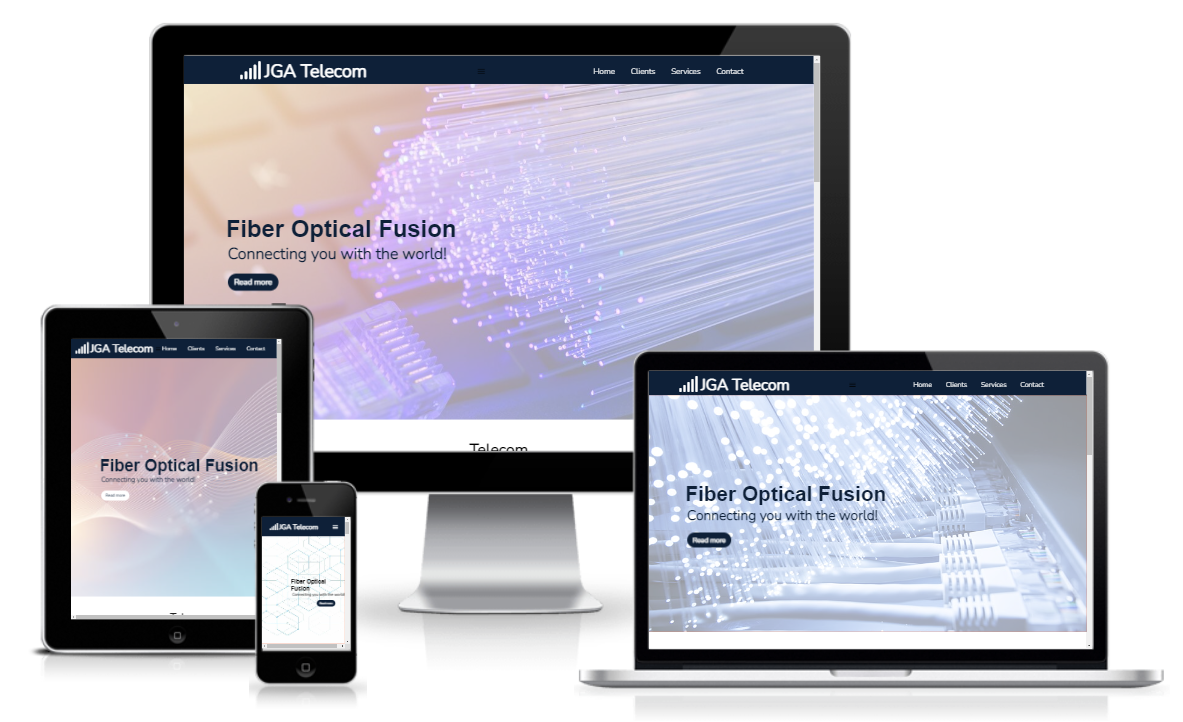 JGA Telecom
Home Clients Services Contact
Fiber Optical Fusion
Connecting you with the world!
Read more
Telecom
JGA Telecom Home Clients Services Contact
Fiber Optical Fusion
Connecting you with the world!
Read more
JGA Telecom
Fiber Optical
Fusion
Connecting you with the world!
Read more
JGA Telecom
Home Clients Services Contact
Fiber Optical Fusion
Connecting you with the world!
Read more